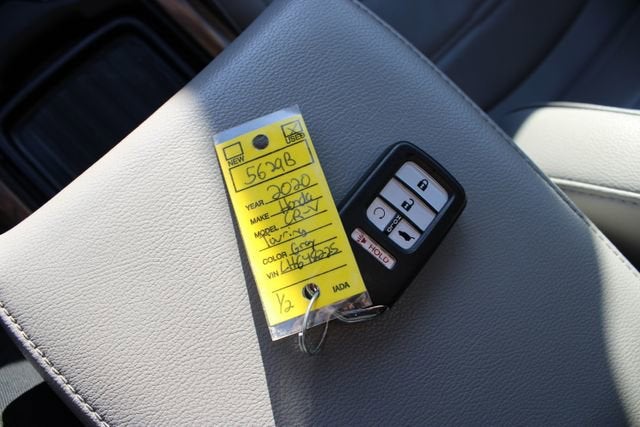 NEW USED
5629B
YEAR 2020
MAKE Honda
MODEL CR-V
Touring
COLOR Grey
VIN
1/2 IADA
HOLD